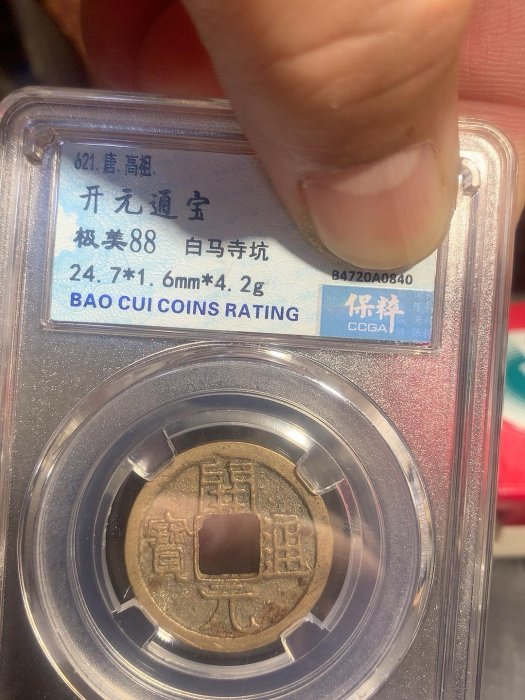 621.唐.高祖.
开元通宝
极美88 白马寺坑
24.7*1.6mm*4.2g
BAO CUI COINS RATING
B4720A0840
保粹
CCGA
開
寶 通
元